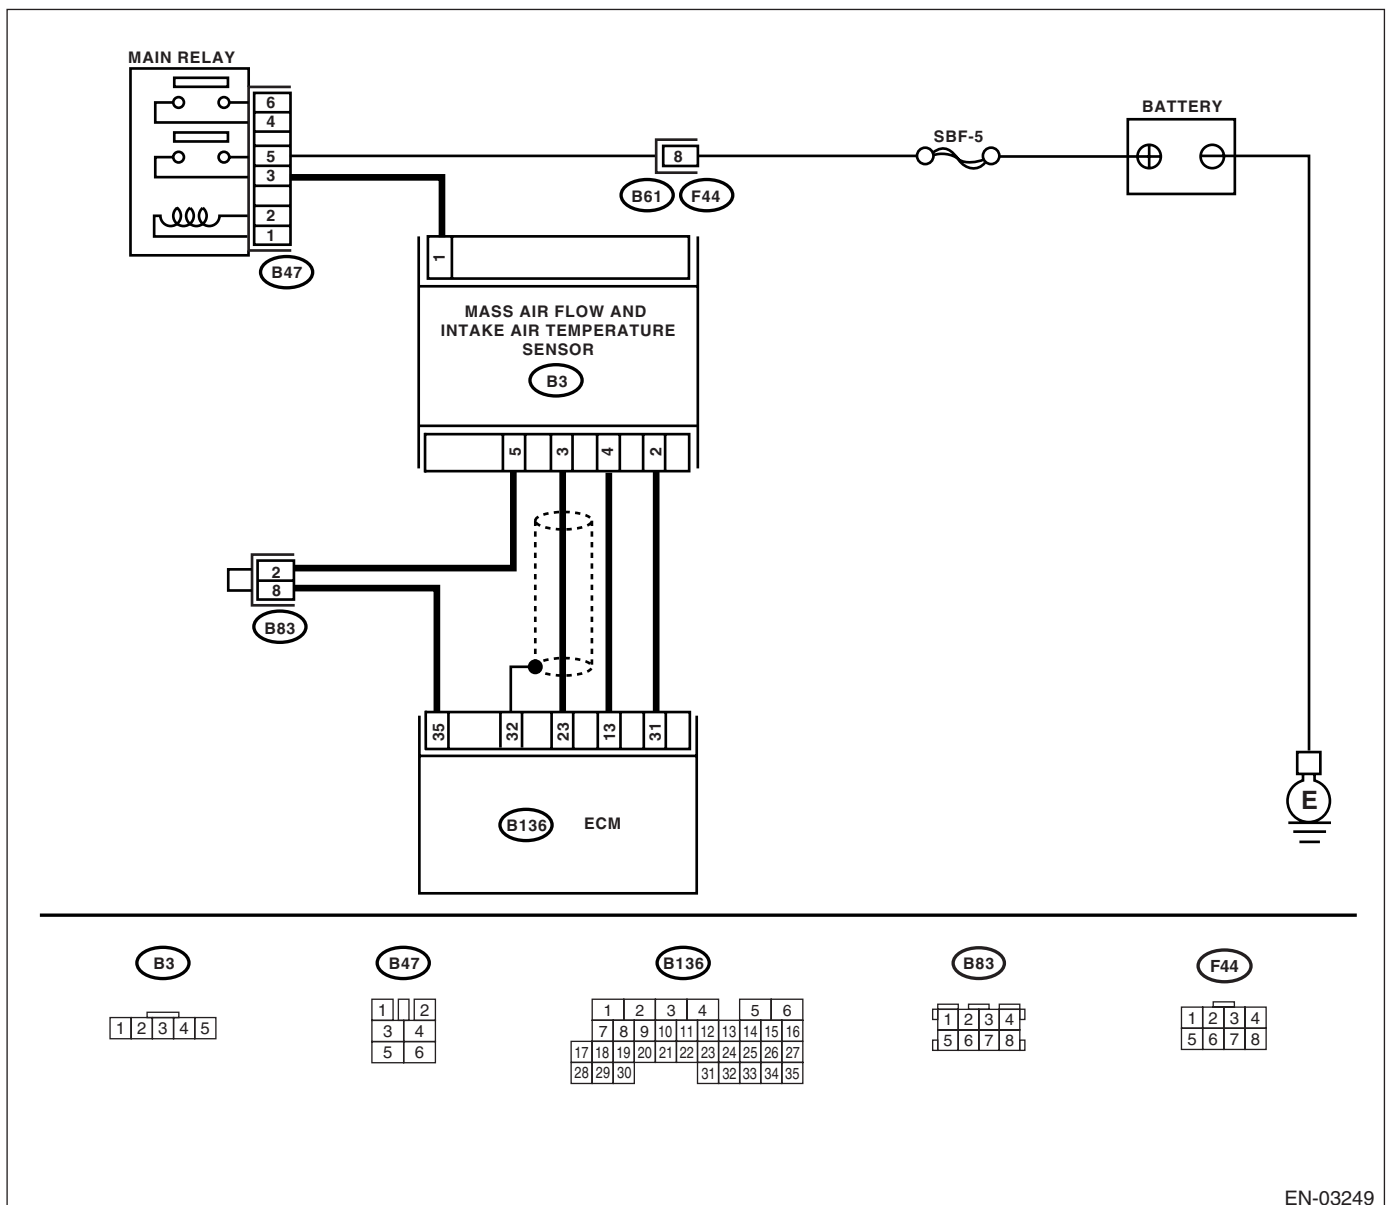 MAIN RELAY
6
4
5
3
2
1
B47
8
B61 F44
SBF-5
BATTERY
1
MASS AIR FLOW AND
INTAKE AIR TEMPERATURE
SENSOR
B3
5 3 4 2
2
8
B83
35 32 23 13 31
B136 ECM
E
B3
1 2 3 4 5
B47
1 2
3 4
5 6
B136
1 2 3 4 5 6
7 8 9 10 11 12 13 14 15 16
17 18 19 20 21 22 23 24 25 26 27
28 29 30 31 32 33 34 35
B83
1 2 3 4
5 6 7 8
F44
1 2 3 4
5 6 7 8
EN-03249